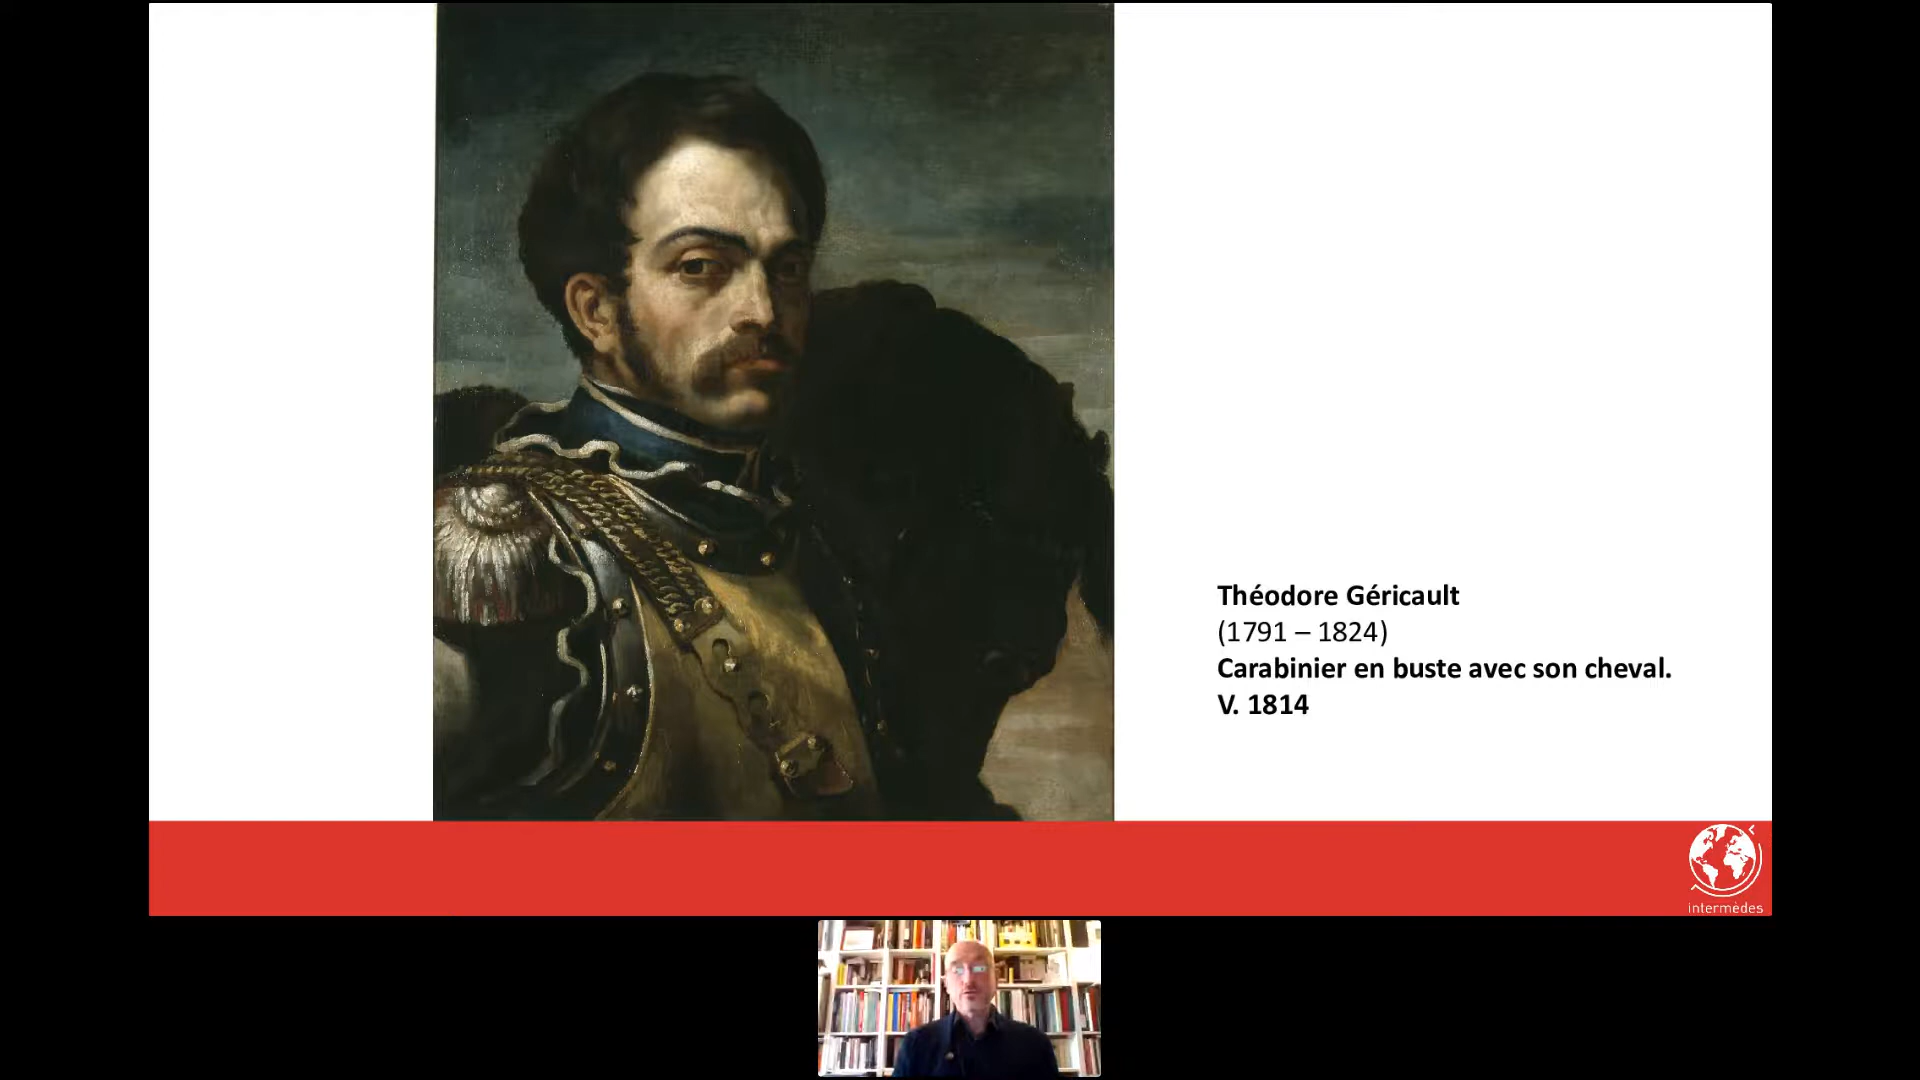 Théodore Géricault
(1791 – 1824)
Carabinier en buste avec son cheval.
V. 1814
intermèdes